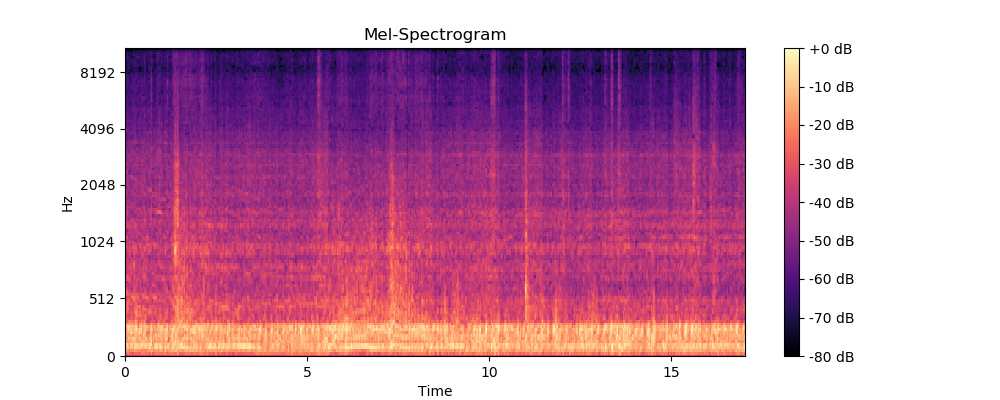 Mel-Spectrogram
Hz
8192
4096
2048
1024
512
0
0 5 10 15
Time
+0 dB
-10 dB
-20 dB
-30 dB
-40 dB
-50 dB
-60 dB
-70 dB
-80 dB